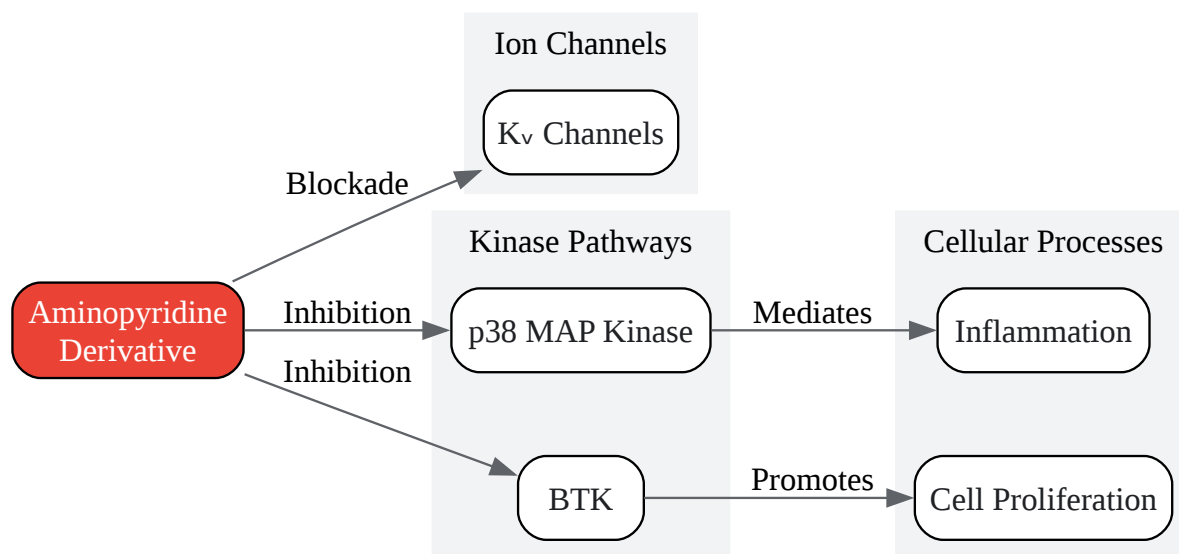 Ion Channels
Kᵥ Channels
Blockade
Kinase Pathways
Cellular Processes
Aminopyridine
Derivative
Inhibition
p38 MAP Kinase
Mediates
Inflammation
Inhibition
BTK
Promotes
Cell Proliferation